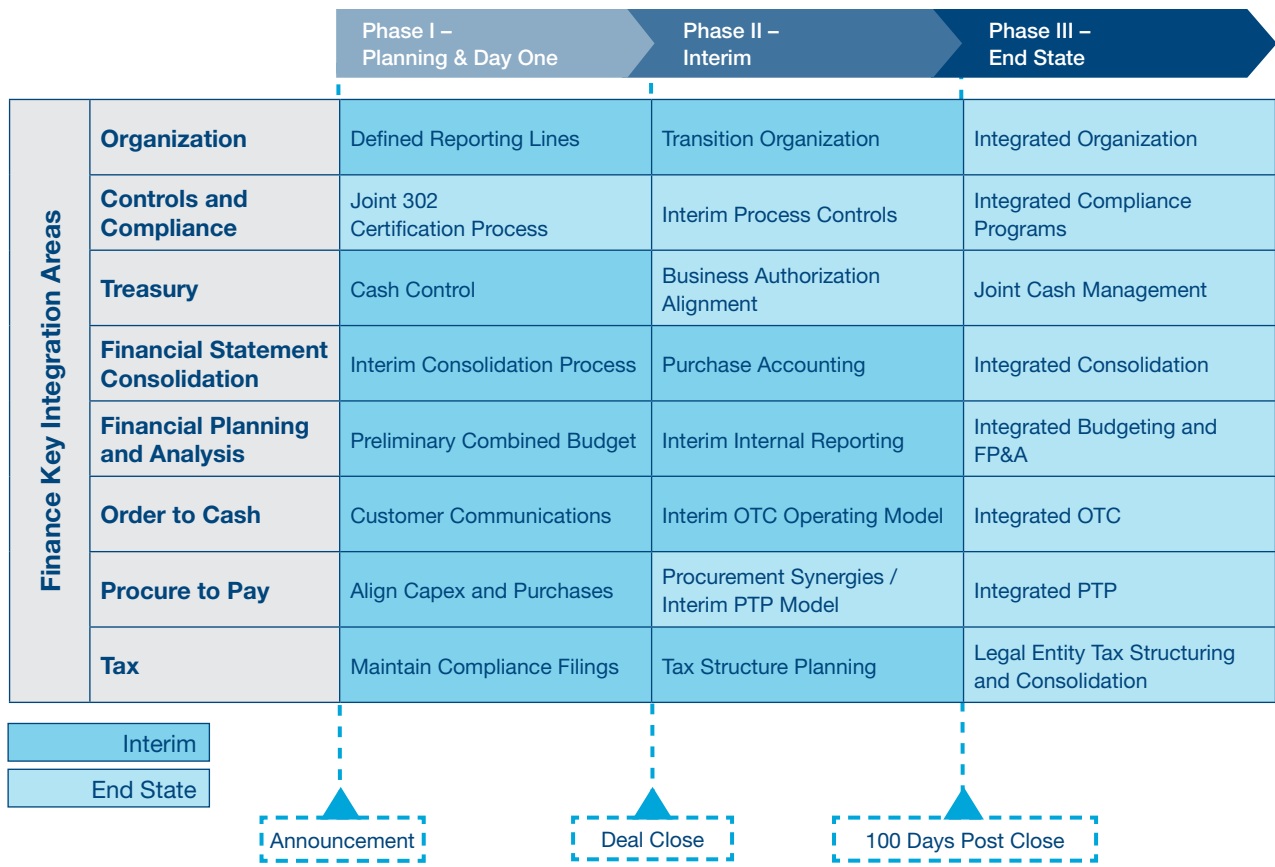 Phase I –
Planning & Day One
Phase II –
Interim
Phase III –
End State
Finance Key Integration Areas
Organization
Defined Reporting Lines
Transition Organization
Integrated Organization
Controls and
Compliance
Joint 302
Certification Process
Interim Process Controls
Integrated Compliance
Programs
Treasury
Cash Control
Business Authorization
Alignment
Joint Cash Management
Financial Statement
Consolidation
Interim Consolidation Process
Purchase Accounting
Integrated Consolidation
Financial Planning
and Analysis
Preliminary Combined Budget
Interim Internal Reporting
Integrated Budgeting and
FP&A
Order to Cash
Customer Communications
Interim OTC Operating Model
Integrated OTC
Procure to Pay
Align Capex and Purchases
Procurement Synergies /
Interim PTP Model
Integrated PTP
Tax
Maintain Compliance Filings
Tax Structure Planning
Legal Entity Tax Structuring
and Consolidation
Interim
End State
Announcement
Deal Close
100 Days Post Close